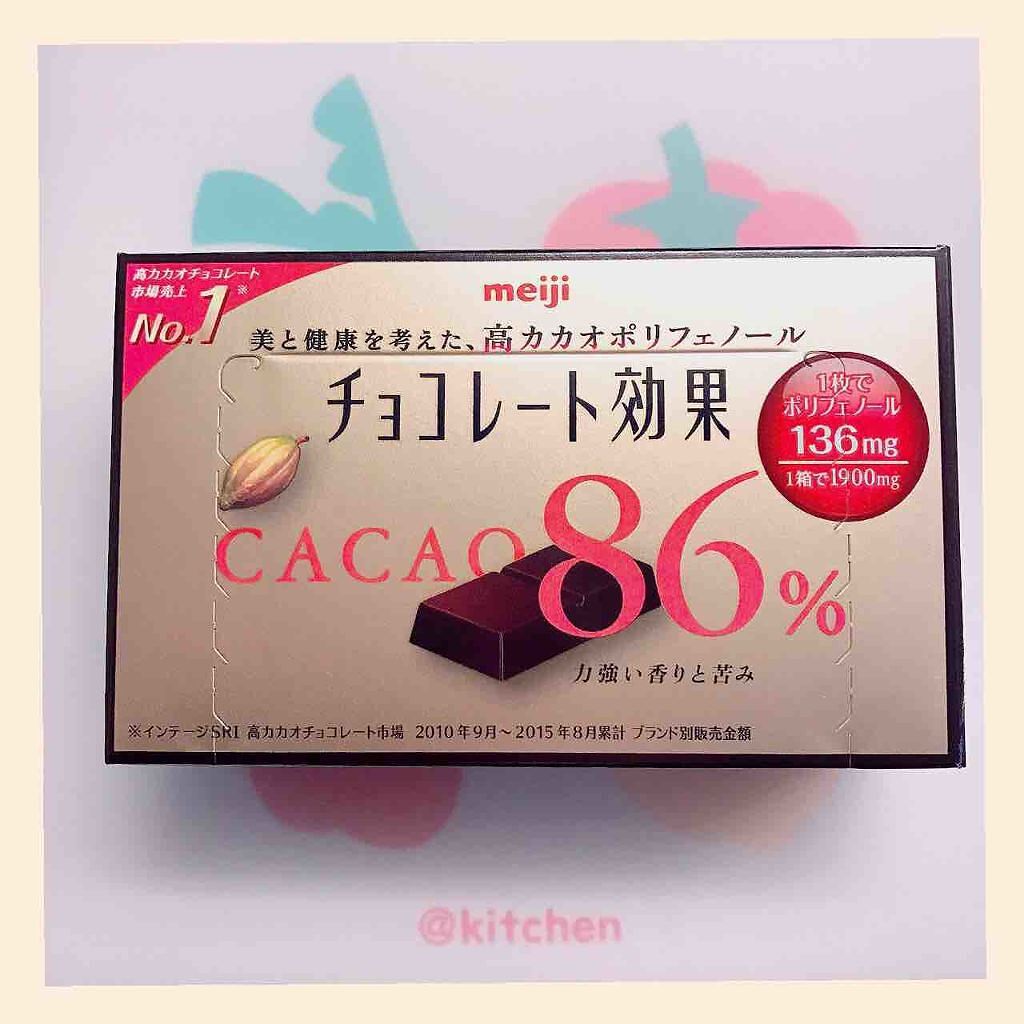 高カカオチョコレート
市場売上
No.1※
meiji
美と健康を考えた、高カカオポリフェノール
チョコレート効果
1枚で
ポリフェノール
136mg
1箱で1900mg
CACAO 86%
力強い香りと苦み
※インテージSRI 高カカオチョコレート市場 2010年9月〜2015年8月累計 ブランド別販売金額
@kitchen